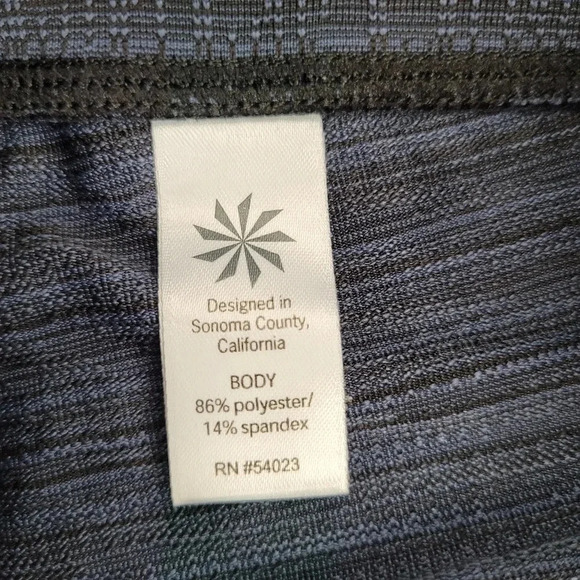 Designed in
Sonoma County,
California
BODY
86% polyester/
14% spandex
RN #54023